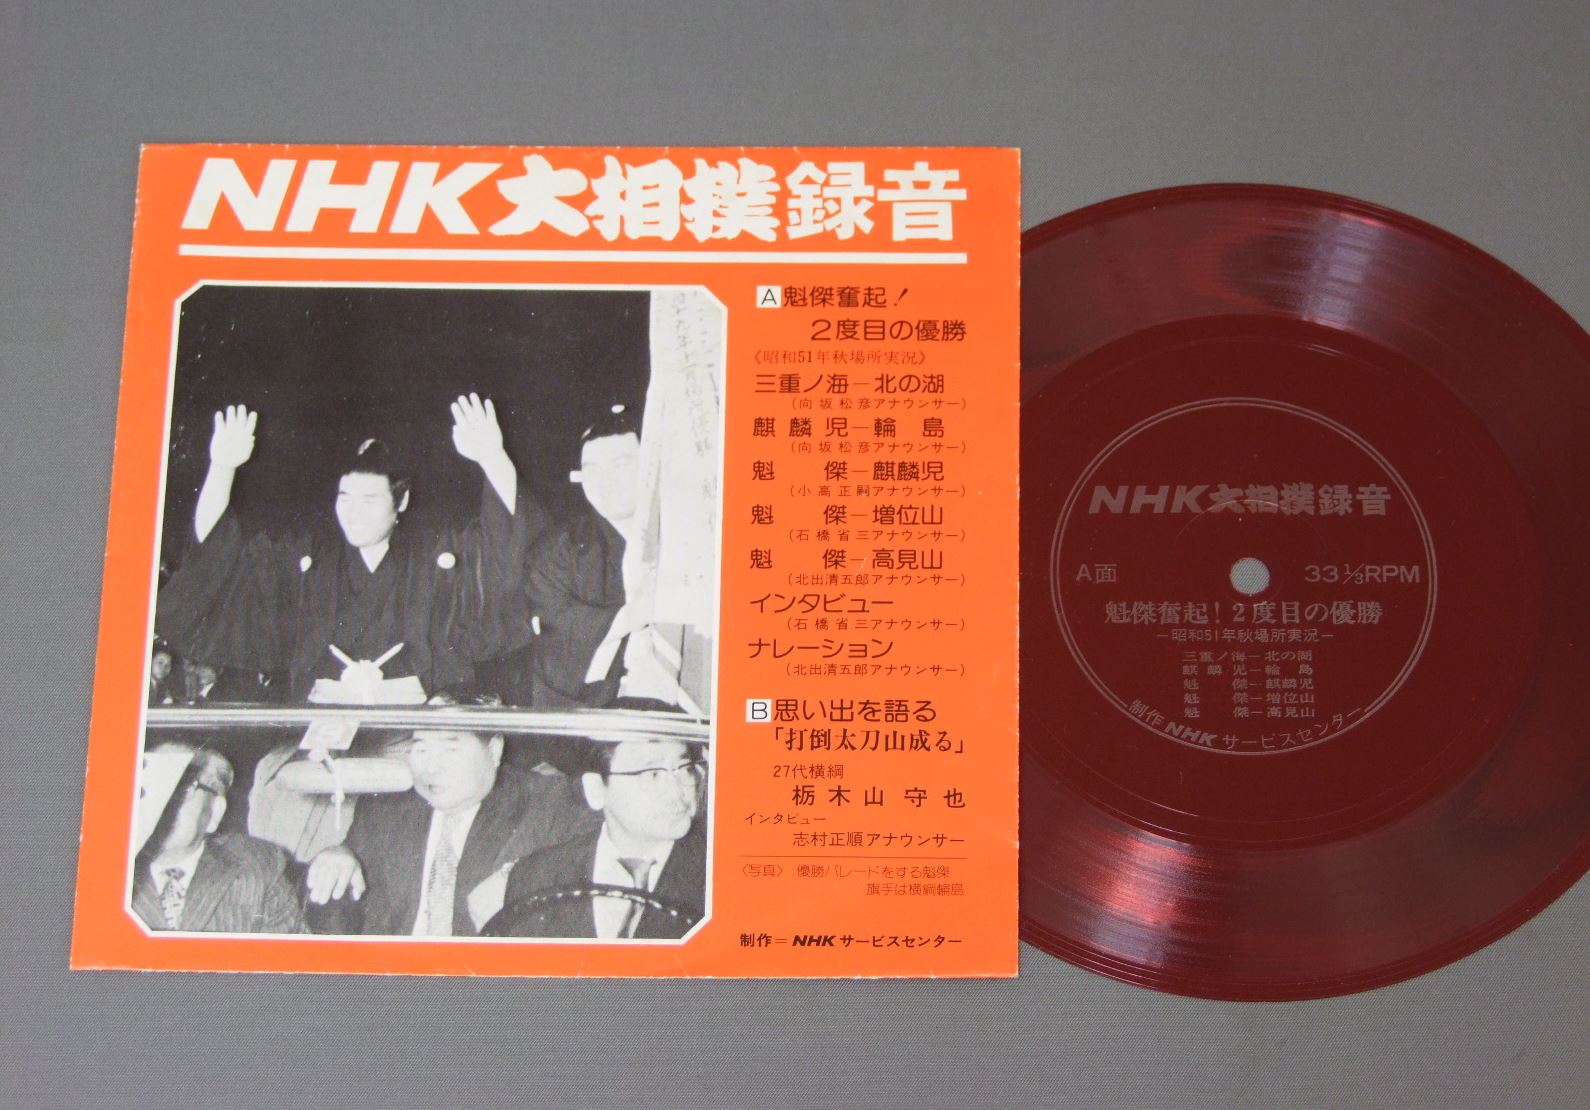 NHK大相撲録音
A 魁傑奮起!
2度目の優勝
《昭和51年秋場所実況》
三重ノ海−北の湖
(向坂松彦アナウンサー)
麒麟児−輪島
(向坂松彦アナウンサー)
魁傑−麒麟児
(小高正嗣アナウンサー)
魁傑−増位山
(石橋省三アナウンサー)
魁傑−高見山
(北出清五郎アナウンサー)
インタビュー
(石橋省三アナウンサー)
ナレーション
(北出清五郎アナウンサー)
B 思い出を語る
「打倒太刀山成る」
27代横綱
栃木山守也
インタビュー
志村正順アナウンサー
〈写真〉 優勝パレードをする魁傑
旗手は横綱輪島
制作=NHKサービスセンター
NHK大相撲録音
A面
33⅓RPM
魁傑奮起!2度目の優勝
−昭和51年秋場所実況−
三重ノ海−北の湖
麒麟児−輪島
魁傑−麒麟児
魁傑−増位山
魁傑−高見山
制作 NHKサービスセンター